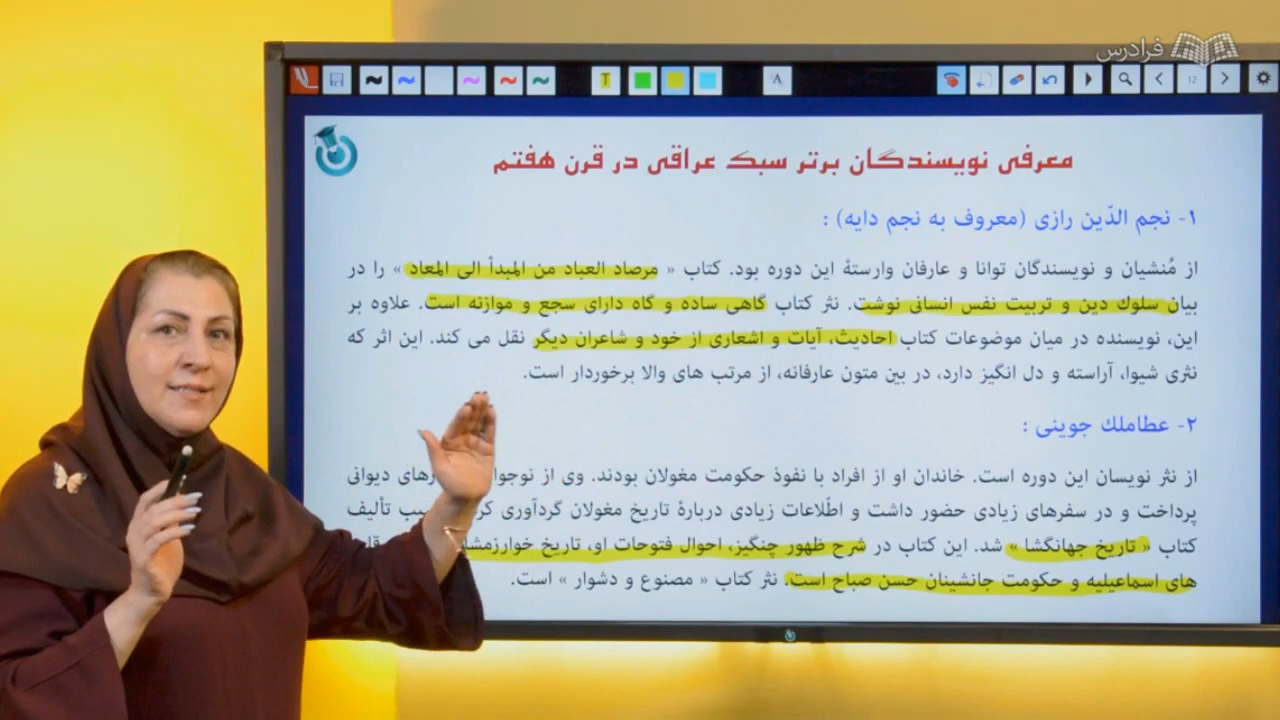 فرادرس
12
T
A
معرفی نویسندگان برتر سبک عراقی در قرن هفتم
۱- نجم الدّین رازی (معروف به نجم دایه) :
از مُنشیان و نویسندگان توانا و عارفان وارستهٔ این دوره بود. کتاب « مرصاد العباد من المبدأ الی المعاد » را در
بیان سلوک دین و تربیت نفس انسانی نوشت. نثر کتاب گاهی ساده و گاه دارای سجع و موازنه است. علاوه بر
این، نویسنده در میان موضوعات کتاب احادیث، آیات و اشعاری از خود و شاعران دیگر نقل می کند. این اثر که
نثری شیوا، آراسته و دل انگیز دارد، در بین متون عارفانه، از مرتب های والا برخوردار است.
۲- عطاملک جوینی :
از نثر نویسان این دوره است. خاندان او از افراد با نفوذ حکومت مغولان بودند. وی از دیوانی
پرداخت و در سفرهای زیادی حضور داشت و اطّلاعات زیادی دربارهٔ تاریخ مغولان گردآوری تألیف
کتاب « تاریخ جهانگشا » شد. این کتاب در شرح ظهور چنگیز، احوال فتوحات او، تاریخ
های اسماعیلیه و حکومت جانشینان حسن صباح است. نثر کتاب « مصنوع و دشوار » است.